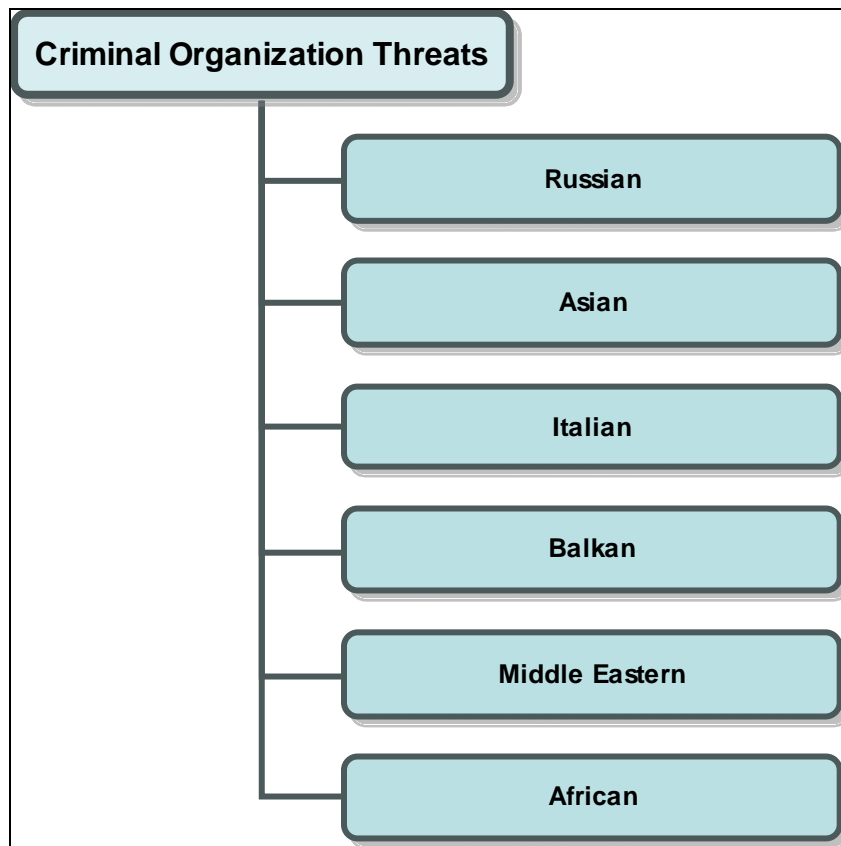 Criminal Organization Threats
Russian
Asian
Italian
Balkan
Middle Eastern
African